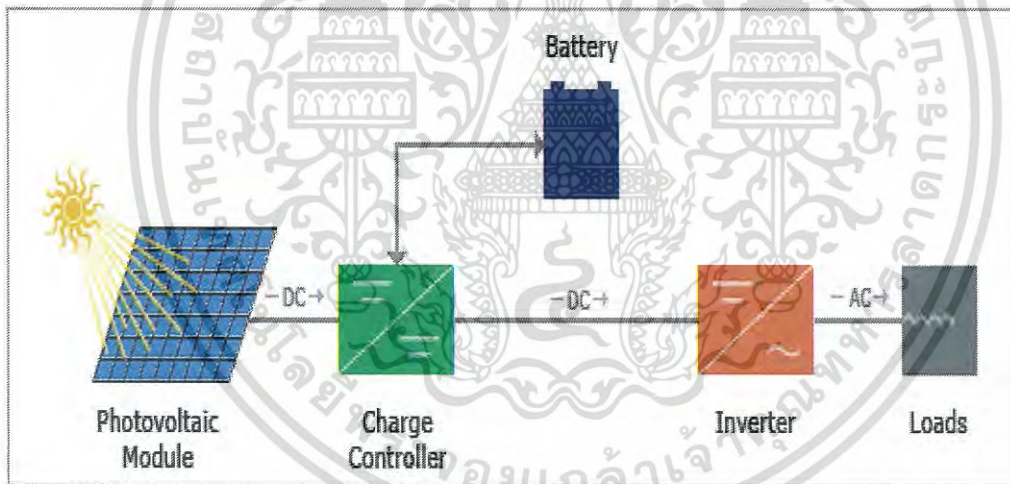 Battery
-DC→
-DC→
-AC→
Photovoltaic
Module
Charge
Controller
Inverter
Loads